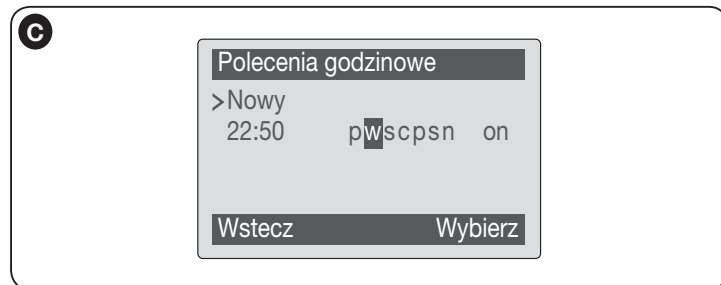 C
Polecenia godzinowe
>Nowy
22:50 pwscpsn on
Wstecz Wybierz